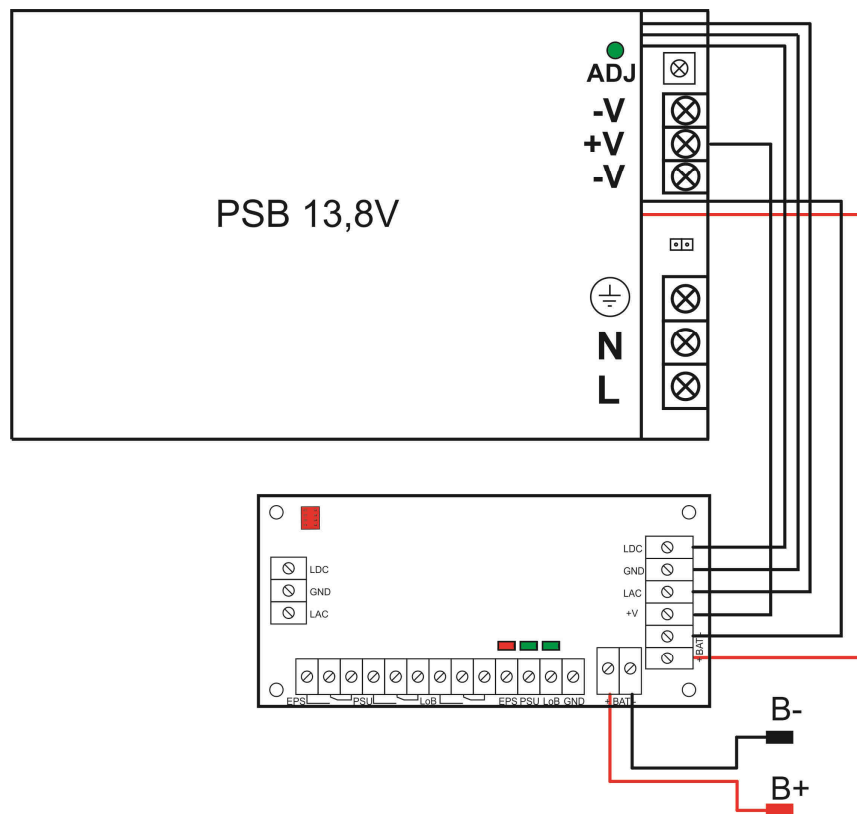 ADJ
-V
+V
-V
PSB 13,8V
N
L
LDC
GND
LAC
+V
+BAT-
LDC
GND
LAC
EPS PSU LoB EPS PSU LoB GND + BAT -
B-
B+